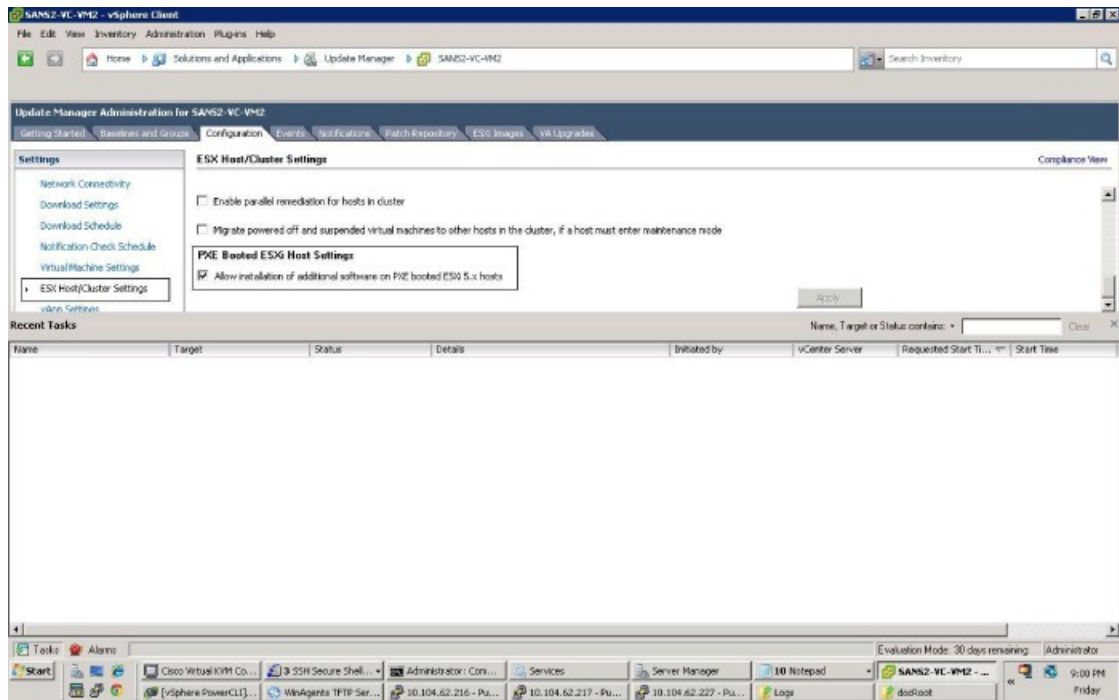 SANS2-VC-VM2 - vSphere Client
File Edit View Inventory Administration Plug-ins Help
Home Solutions and Applications Update Manager SANS2-VC-VM2 Search Inventory
Update Manager Administration for SANS2-VC-VM2
Getting Started Baselines and Groups Configuration Events Notifications Patch Repository ESXi Images VA Upgrades
Settings
Network Connectivity
Download Settings
Download Schedule
Notification Check Schedule
Virtual Machine Settings
ESX Host/Cluster Settings
vApp Settings
ESX Host/Cluster Settings Compliance View
Enable parallel remediation for hosts in cluster
Migrate powered off and suspended virtual machines to other hosts in the cluster, if a host must enter maintenance mode
PXE Booted ESXi Host Settings
Allow installation of additional software on PXE booted ESXi 5.x hosts
Apply
Recent Tasks Name, Target or Status contains: Clear
Name Target Status Details Initiated by vCenter Server Requested Start Ti... Start Time
Tasks Alarms Evaluation Mode: 30 days remaining Administrator
Start Cisco Virtual KVM Co... 3 SSH Secure Shell... Administrator: Com... Services Server Manager 10 Notepad SANS2-VC-VM2 - ... 9:00 PM
[vSphere PowerCLI]... WinAgents TFTP Ser... 10.104.62.216 - Pu... 10.104.62.217 - Pu... 10.104.62.227 - Pu... Logs docRoot Friday